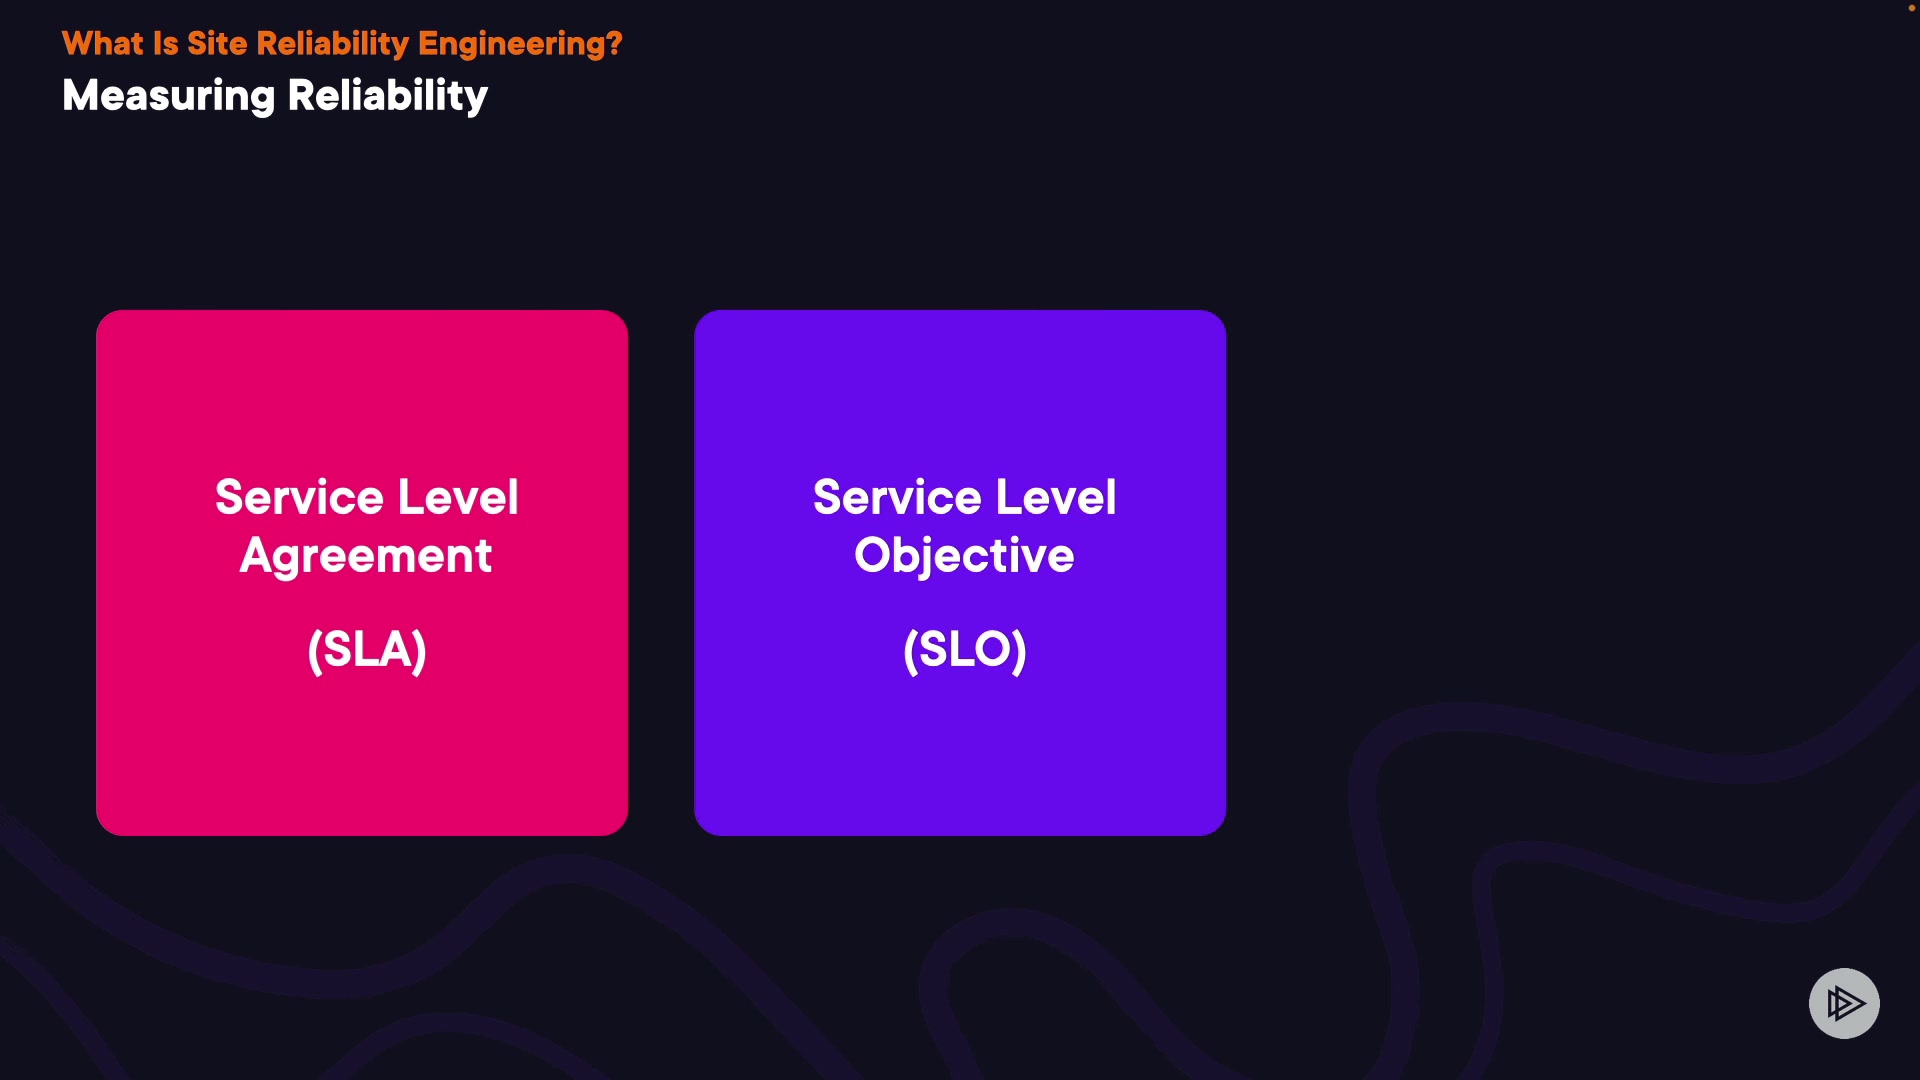 What Is Site Reliability Engineering?
Measuring Reliability
Service Level
Agreement
(SLA)
Service Level
Objective
(SLO)